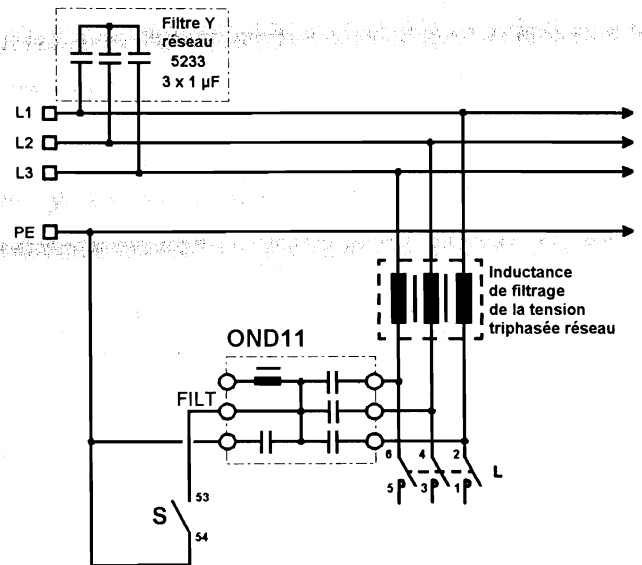 Filtre Y
réseau
5233
3 x 1 µF
L1
L2
L3
PE
Inductance
de filtrage
de la tension
triphasée réseau
OND11
FILT
6 4 2
L
5 3 1
53
S
54